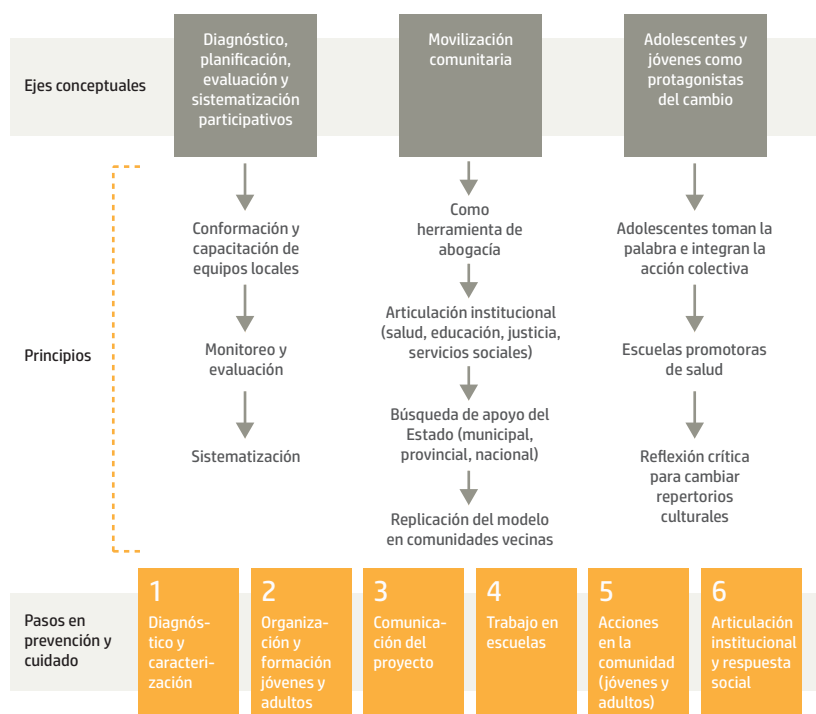 Ejes conceptuales
Diagnóstico,
planificación,
evaluación y
sistematización
participativos
Movilización
comunitaria
Adolescentes y
jóvenes como
protagonistas
del cambio
Principios
Conformación y
capacitación de
equipos locales
Monitoreo y
evaluación
Sistematización
Como
herramienta de
abogacía
Articulación institucional
(salud, educación, justicia,
servicios sociales)
Búsqueda de apoyo del
Estado (municipal,
provincial, nacional)
Replicación del modelo
en comunidades vecinas
Adolescentes toman la
palabra e integran la
acción colectiva
Escuelas promotoras
de salud
Reflexión crítica
para cambiar
repertorios
culturales
Pasos en
prevención y
cuidado
1
Diagnós-
tico y
caracteri-
zación
2
Organiza-
ción y
formación
jóvenes y
adultos
3
Comunica-
ción del
proyecto
4
Trabajo en
escuelas
5
Acciones
en la
comunidad
(jóvenes y
adultos)
6
Articulación
institucional
y respuesta
social